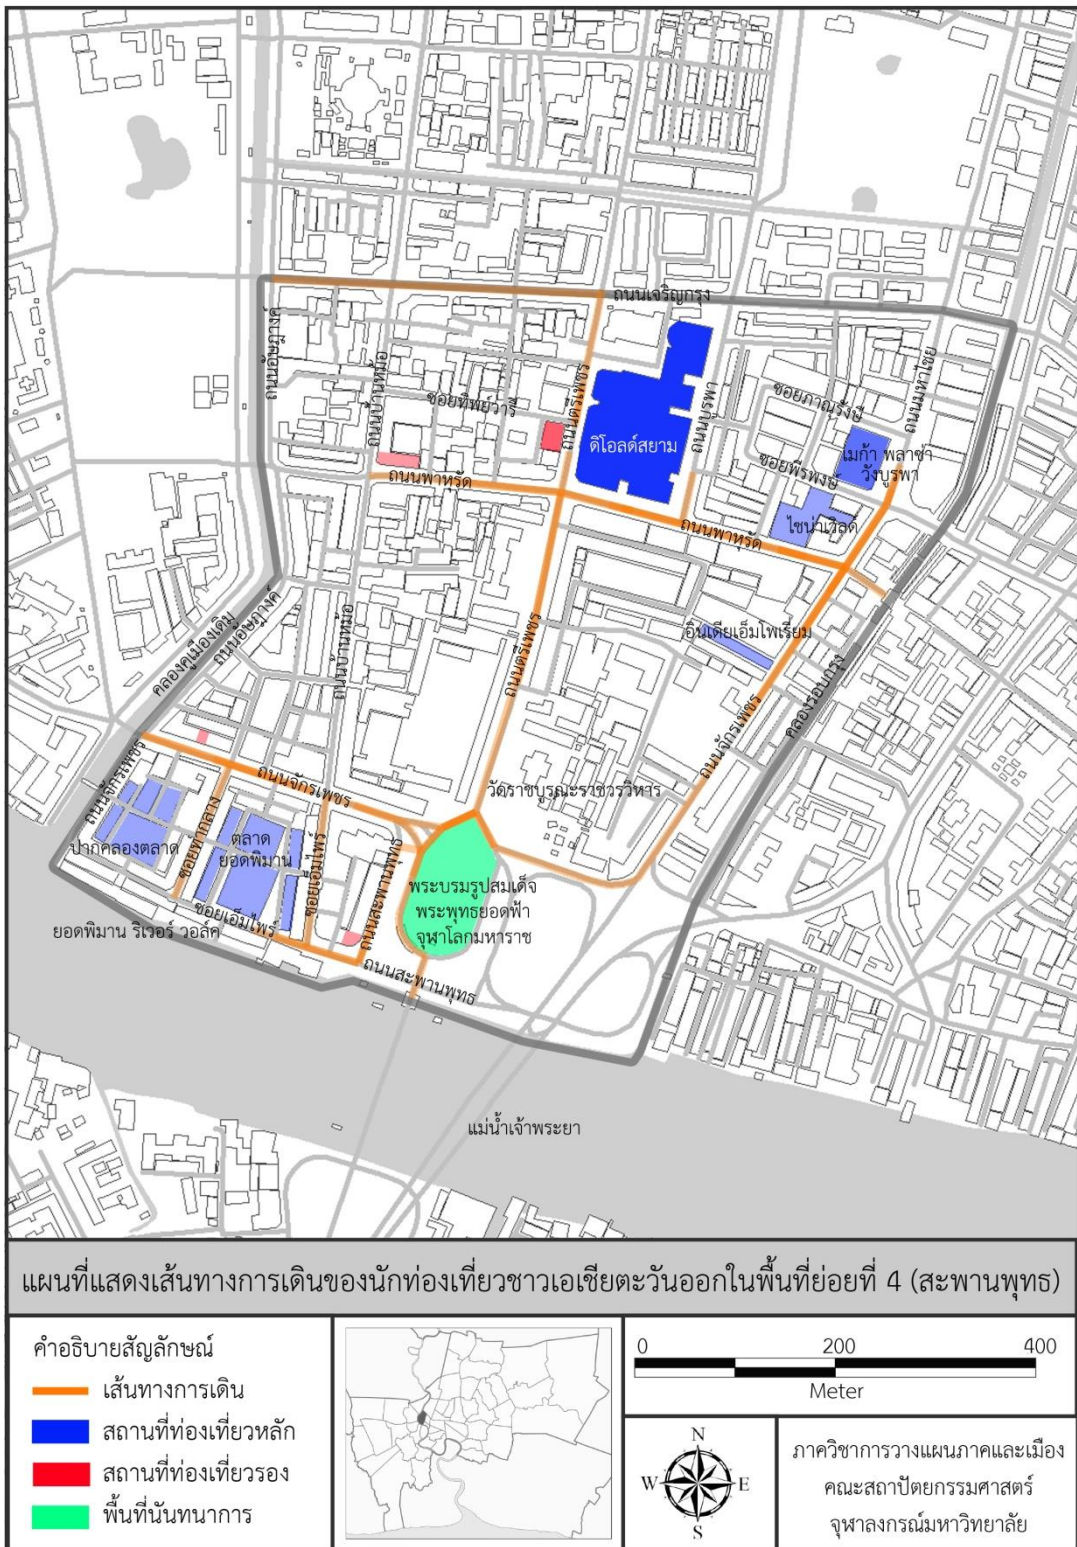 ถนนเจริญกรุง
ถนนอัษฎางค์
ถนนบ้านหม้อ
ซอยทิพย์วารี
ถนนตรีเพชร
ถนนบูรพา
ซอยภาณุรังษี
ถนนมหาไชย
ดิโอลด์สยาม
เมก้า พลาซ่า
วังบูรพา
ซอยพีรพงษ์
ถนนพาหุรัด
ไชน่าเวิลด์
ถนนพาหุรัด
อินเดียเอ็มโพเรียม
คลองคูเมืองเดิม
ถนนอัษฎางค์
ถนนบ้านหม้อ
ถนนตรีเพชร
คลองรอบกรุง
ถนนจักรเพชร
ถนนจักรเพชร
ถนนจักรเพชร
วัดราชบูรณะราชวรวิหาร
ปากคลองตลาด
ซอยท่ากลาง
ตลาด
ยอดพิมาน
ซอยเอ็มไพร์
ถนนสะพานพุทธ
พระบรมรูปสมเด็จ
พระพุทธยอดฟ้า
จุฬาโลกมหาราช
ซอยเอ็มไพร์
ยอดพิมาน ริเวอร์ วอล์ค
ถนนสะพานพุทธ
แม่น้ำเจ้าพระยา
แผนที่แสดงเส้นทางการเดินของนักท่องเที่ยวชาวเอเชียตะวันออกในพื้นที่ย่อยที่ 4 (สะพานพุทธ)
คำอธิบายสัญลักษณ์
เส้นทางการเดิน
สถานที่ท่องเที่ยวหลัก
สถานที่ท่องเที่ยวรอง
พื้นที่นันทนาการ
0 200 400
Meter
N
W E
S
ภาควิชาการวางแผนภาคและเมือง
คณะสถาปัตยกรรมศาสตร์
จุฬาลงกรณ์มหาวิทยาลัย